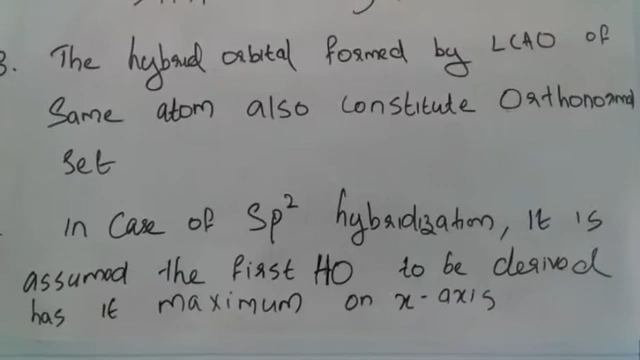 3. The hybrid orbital formed by LCAO of
Same atom also constitute Orthonormal
Set
in Case of Sp² hybridization, It is
assumed the first HO to be derived
has it maximum on x-axis